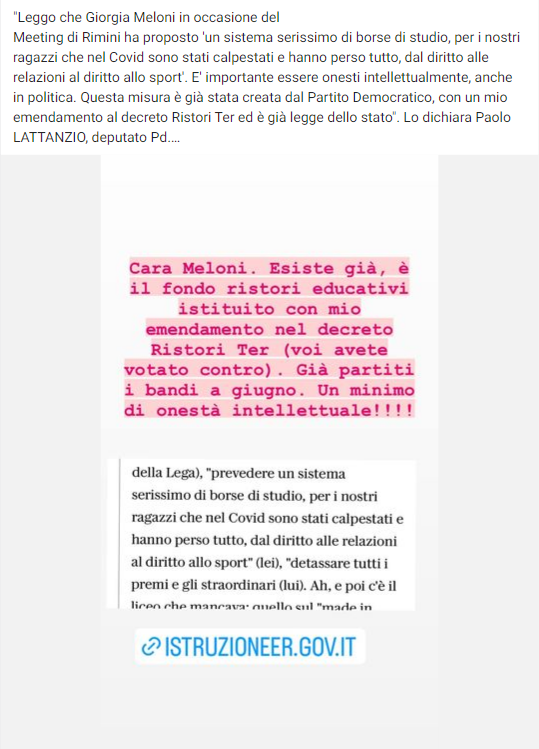 "Leggo che Giorgia Meloni in occasione del
Meeting di Rimini ha proposto 'un sistema serissimo di borse di studio, per i nostri
ragazzi che nel Covid sono stati calpestati e hanno perso tutto, dal diritto alle
relazioni al diritto allo sport'. E' importante essere onesti intellettualmente, anche
in politica. Questa misura è già stata creata dal Partito Democratico, con un mio
emendamento al decreto Ristori Ter ed è già legge dello stato". Lo dichiara Paolo
LATTANZIO, deputato Pd....
Cara Meloni. Esiste già, è
il fondo ristori educativi
istituito con mio
emendamento nel decreto
Ristori Ter (voi avete
votato contro). Già partiti
i bandi a giugno. Un minimo
di onestà intellettuale!!!!
della Lega), "prevedere un sistema
serissimo di borse di studio, per i nostri
ragazzi che nel Covid sono stati calpestati e
hanno perso tutto, dal diritto alle relazioni
al diritto allo sport" (lei), "detassare tutti i
premi e gli straordinari (lui). Ah, e poi c'è il
liceo che mancava: quello sul "made in
ISTRUZIONEER.GOV.IT